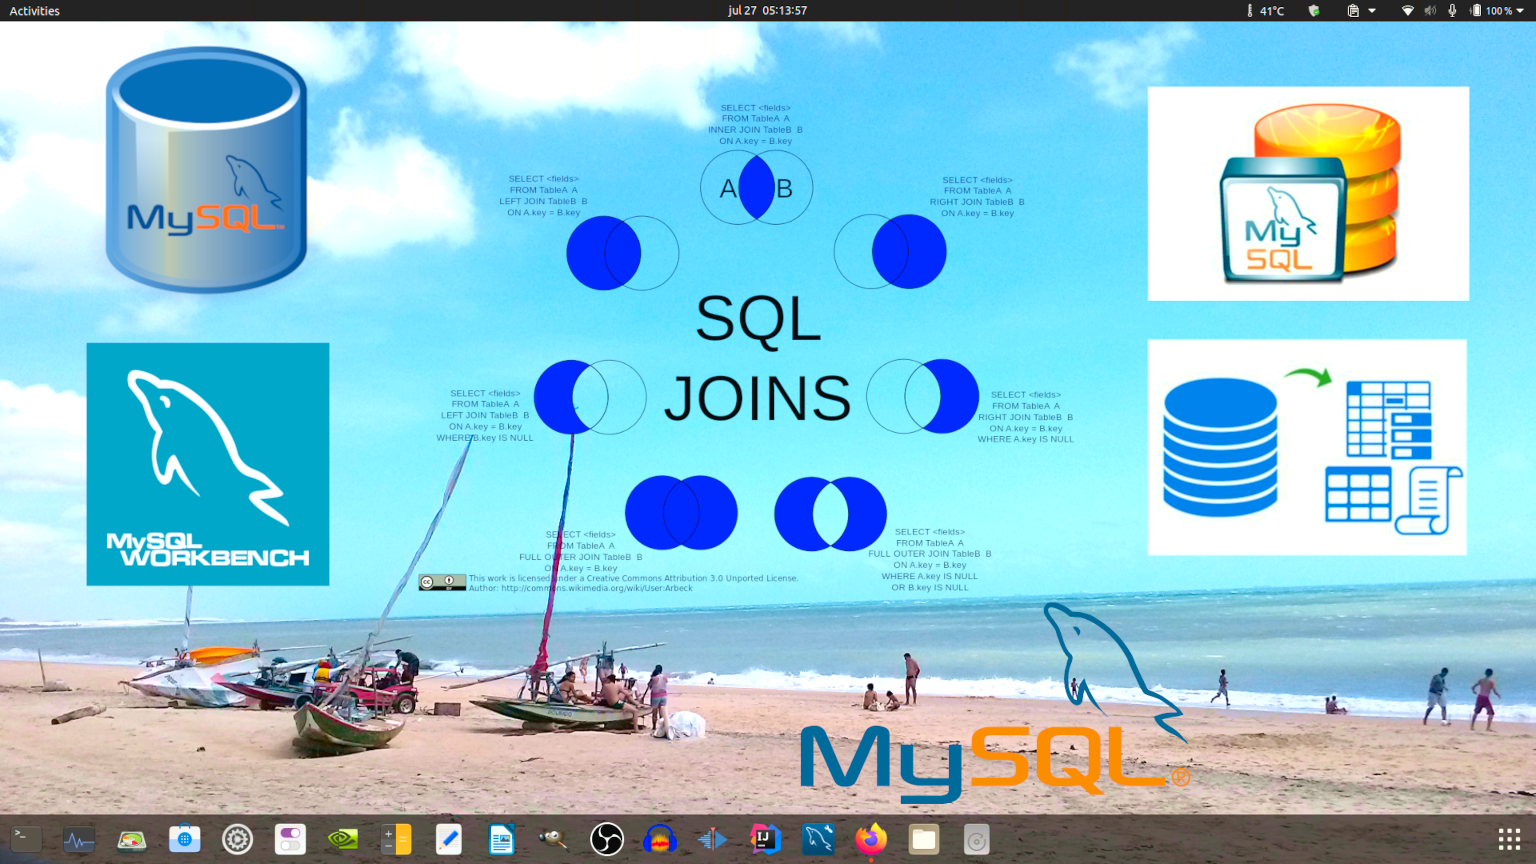 Activities
jul 27 05:13:57
41°C
100 %
SELECT <fields>
FROM TableA A
INNER JOIN TableB B
ON A.key = B.key
A B
SELECT <fields>
FROM TableA A
LEFT JOIN TableB B
ON A.key = B.key
SELECT <fields>
FROM TableA A
RIGHT JOIN TableB B
ON A.key = B.key
MySQL
My
SQL
SQL
JOINS
SELECT <fields>
FROM TableA A
LEFT JOIN TableB B
ON A.key = B.key
WHERE B.key IS NULL
SELECT <fields>
FROM TableA A
RIGHT JOIN TableB B
ON A.key = B.key
WHERE A.key IS NULL
MySQL
WORKBENCH
SELECT <fields>
FROM TableA A
FULL OUTER JOIN TableB B
ON A.key = B.key
SELECT <fields>
FROM TableA A
FULL OUTER JOIN TableB B
ON A.key = B.key
WHERE A.key IS NULL
OR B.key IS NULL
This work is licensed under a Creative Commons Attribution 3.0 Unported License.
Author: http://commons.wikimedia.org/wiki/User:Arbeck
MySQL®
IJ